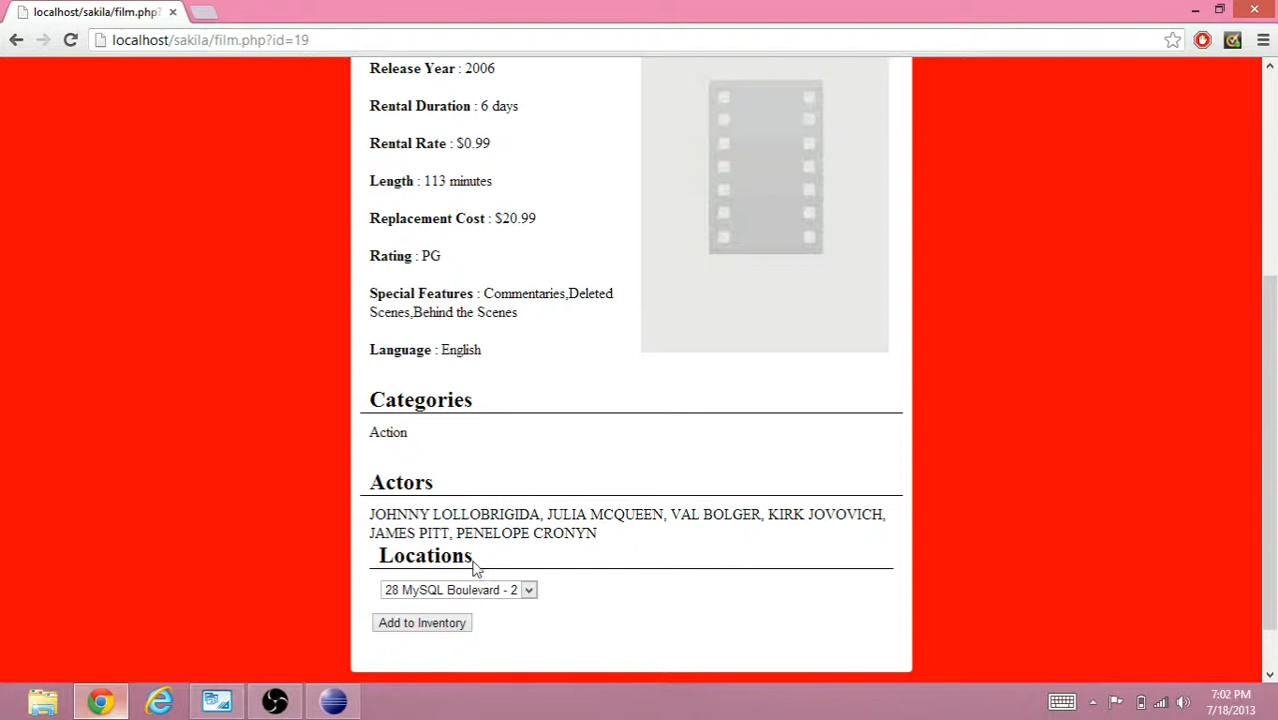 localhost/sakila/film.php?
localhost/sakila/film.php?id=19
Release Year : 2006
Rental Duration : 6 days
Rental Rate : $0.99
Length : 113 minutes
Replacement Cost : $20.99
Rating : PG
Special Features : Commentaries,Deleted
Scenes,Behind the Scenes
Language : English
Categories
Action
Actors
JOHNNY LOLLOBRIGIDA, JULIA MCQUEEN, VAL BOLGER, KIRK JOVOVICH,
JAMES PITT, PENELOPE CRONYN
Locations
28 MySQL Boulevard - 2
Add to Inventory
7:02 PM
7/18/2013